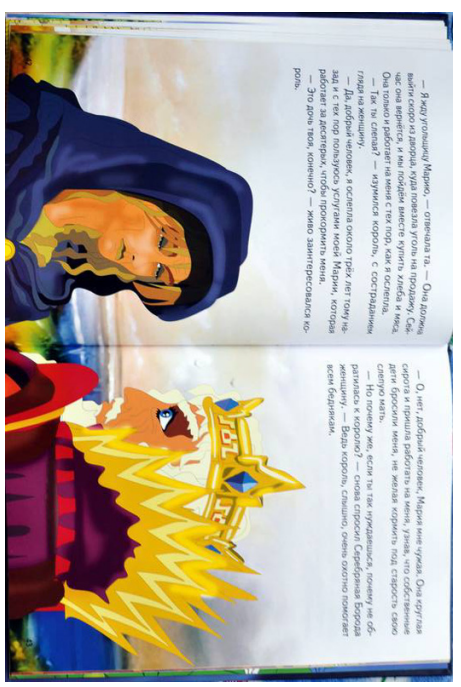 — Я жду угольщицу Марию, — отвечала та. — Она должна
выйти скоро из дворца, куда повезла уголь на продажу. Сей-
час она вернётся, и мы пойдём вместе купить хлеба и мяса.
Она только и работает на меня с тех пор, как я ослепла.
— Так ты слепая? — изумился король, с состраданием
глядя на женщину.
— Да, добрый человек, я ослепла около трёх лет тому на-
зад и с тех пор пользуюсь услугами моей Марии, которая
работает за десятерых, чтобы прокормить меня.
— Это дочь твоя, конечно? — живо заинтересовался ко-
роль.
— О, нет, добрый человек, Мария мне чужая. Она круглая
сирота и пришла работать на меня, узнав, что собственные
дети бросили меня, не желая кормить под старость свою
слепую мать.
— Но почему же, если ты так нуждаешься, почему не об-
ратилась к королю? — снова спросил Серебряная Борода
женщину. — Ведь король, слышно, очень охотно помогает
всем беднякам.